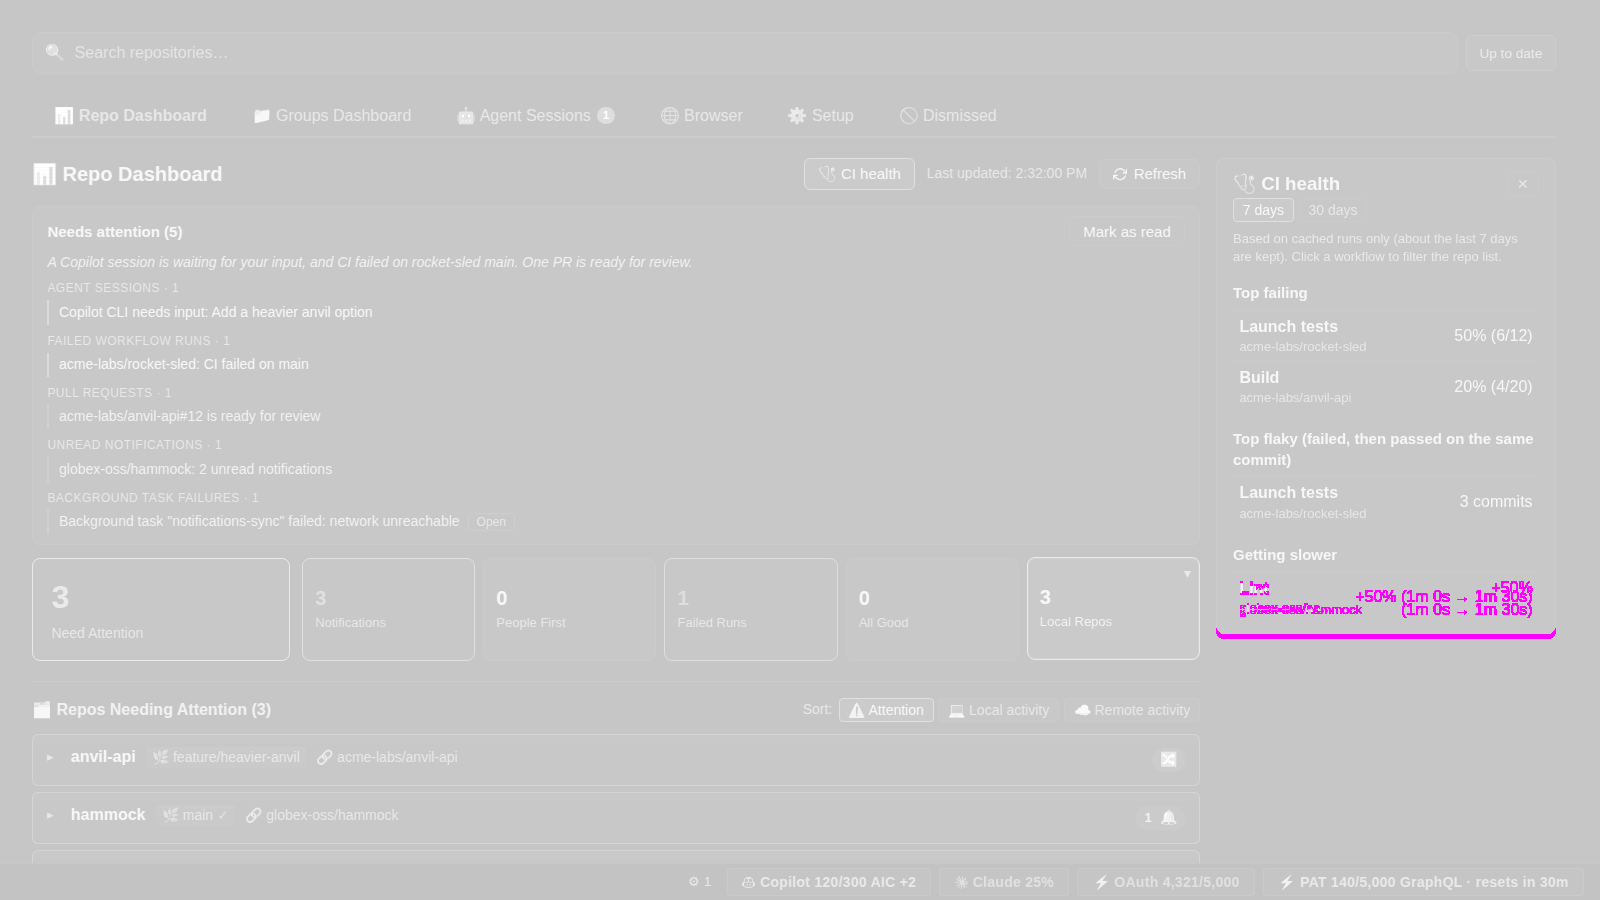 Search repositories…
Up to date
Repo Dashboard
Groups Dashboard
Agent Sessions 1
Browser
Setup
Dismissed
Repo Dashboard
CI health
Last updated: 2:32:00 PM
Refresh
Needs attention (5)
Mark as read
A Copilot session is waiting for your input, and CI failed on rocket-sled main. One PR is ready for review.
AGENT SESSIONS · 1
Copilot CLI needs input: Add a heavier anvil option
FAILED WORKFLOW RUNS · 1
acme-labs/rocket-sled: CI failed on main
PULL REQUESTS · 1
acme-labs/anvil-api#12 is ready for review
UNREAD NOTIFICATIONS · 1
globex-oss/hammock: 2 unread notifications
BACKGROUND TASK FAILURES · 1
Background task "notifications-sync" failed: network unreachable Open
3
Need Attention
3
Notifications
0
People First
1
Failed Runs
0
All Good
3
Local Repos
Repos Needing Attention (3)
Sort: Attention Local activity Remote activity
anvil-api feature/heavier-anvil acme-labs/anvil-api
hammock main ✓ globex-oss/hammock 1
CI health
7 days 30 days
Based on cached runs only (about the last 7 days
are kept). Click a workflow to filter the repo list.
Top failing
Launch tests
acme-labs/rocket-sled
50% (6/12)
Build
acme-labs/anvil-api
20% (4/20)
Top flaky (failed, then passed on the same
commit)
Launch tests
acme-labs/rocket-sled
3 commits
Getting slower
+50%
+50% (1m 0s → 1m 30s)
(1m 0s → 1m 30s)
1
Copilot 120/300 AIC +2
Claude 25%
OAuth 4,321/5,000
PAT 140/5,000 GraphQL · resets in 30m